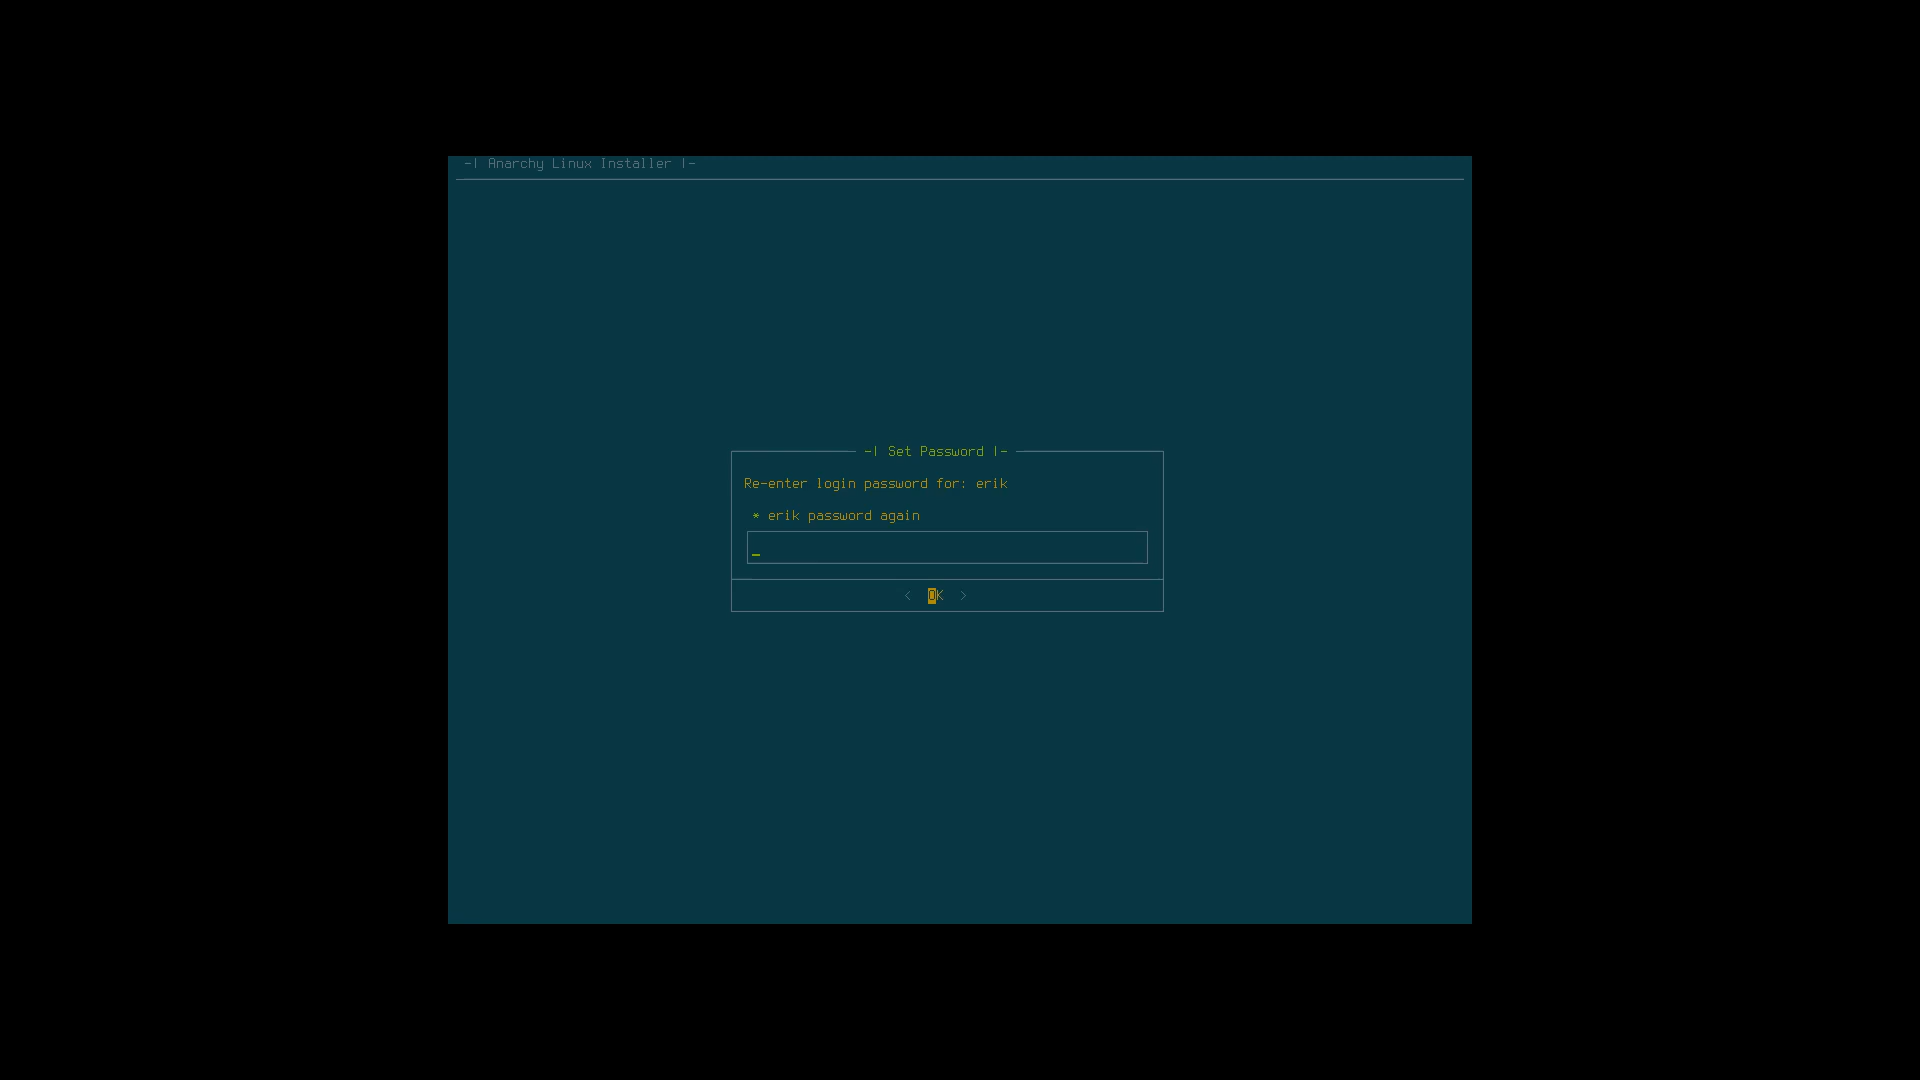 -| Anarchy Linux Installer |-
-| Set Password |-
Re-enter login password for: erik
* erik password again
_
< OK >